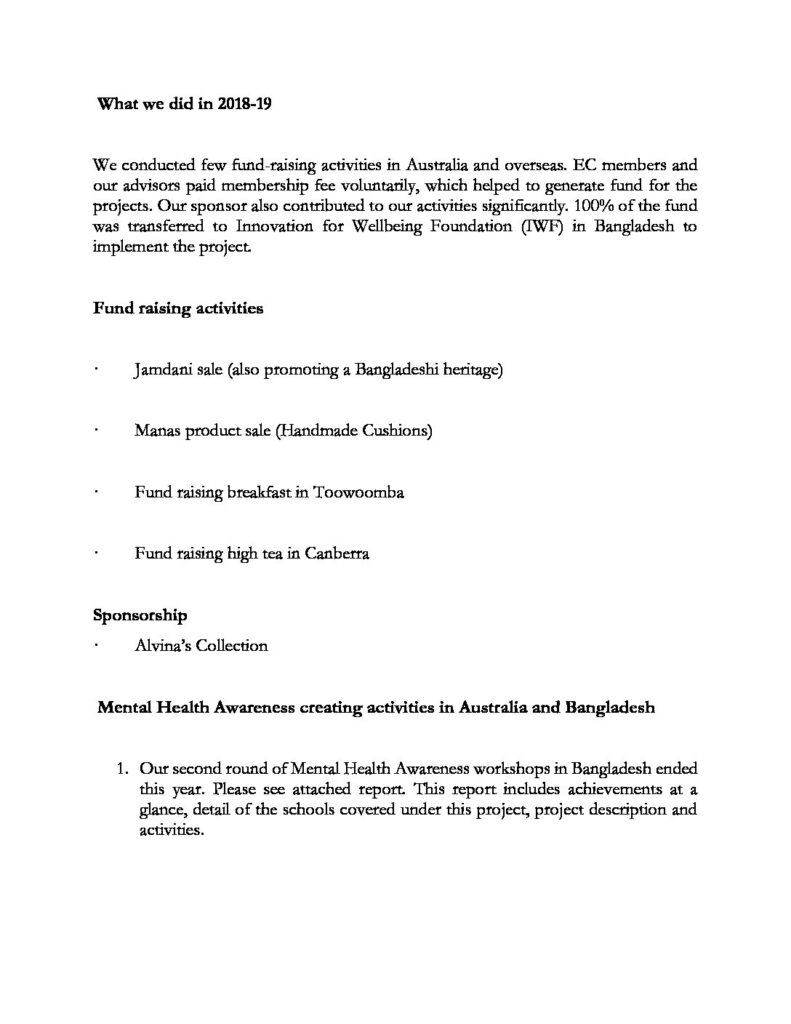 What we did in 2018-19
We conducted few fund-raising activities in Australia and overseas. EC members and
our advisors paid membership fee voluntarily, which helped to generate fund for the
projects. Our sponsor also contributed to our activities significantly. 100% of the fund
was transferred to Innovation for Wellbeing Foundation (IWF) in Bangladesh to
implement the project.
Fund raising activities
· Jamdani sale (also promoting a Bangladeshi heritage)
· Manas product sale (Handmade Cushions)
· Fund raising breakfast in Toowoomba
· Fund raising high tea in Canberra
Sponsorship
· Alvina's Collection
Mental Health Awareness creating activities in Australia and Bangladesh
1. Our second round of Mental Health Awareness workshops in Bangladesh ended
this year. Please see attached report. This report includes achievements at a
glance, detail of the schools covered under this project, project description and
activities.